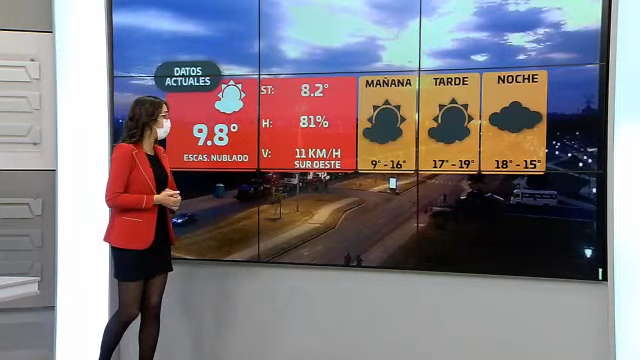 DATOS
ACTUALES
9.8°
ESCAS. NUBLADO
ST: 8.2°
H: 81%
V: 11 KM/H
SUR OESTE
MAÑANA
9° - 16°
TARDE
17° - 19°
NOCHE
18° - 15°